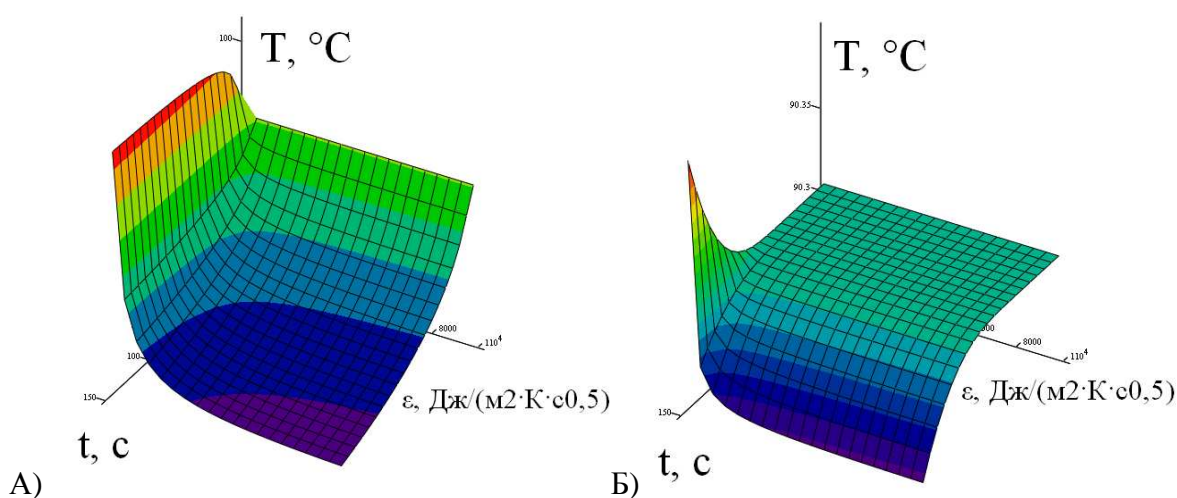 100
T, °C
8000
1·10⁴
ε, Дж/(м2·К·с0,5)
100
150
t, с
А)
T, °C
90.35
90.3
8000
1·10⁴
ε, Дж/(м2·К·с0,5)
150
t, с
Б)